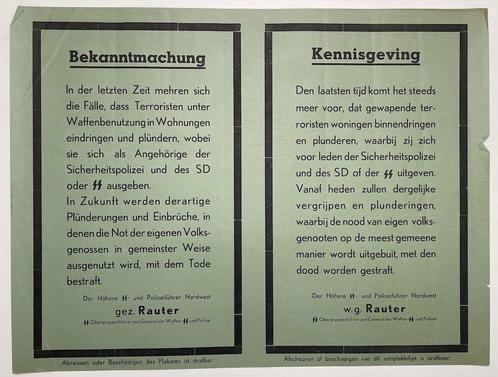 Bekanntmachung
In der letzten Zeit mehren sich
die Fälle, dass Terroristen unter
Waffenbenutzung in Wohnungen
eindringen und plündern, wobei
sie sich als Angehörige der
Sicherheitspolizei und des SD
oder ᛋᛋ ausgeben.
In Zukunft werden derartige
Plünderungen und Einbrüche, in
denen die Not der eigenen Volks-
genossen in gemeinster Weise
ausgenutzt wird, mit dem Tode
bestraft.
Der Höhere ᛋᛋ- und Polizeiführer Nordwest
gez. Rauter
ᛋᛋ Obergruppenführer und General der Waffen-ᛋᛋ und Polizei
Abreissen oder Beschädigen des Plakates ist strafbar.
Kennisgeving
Den laatsten tijd komt het steeds
meer voor, dat gewapende ter-
roristen woningen binnendringen
en plunderen, waarbij zij zich
voor leden der Sicherheitspolizei
und des SD of der ᛋᛋ uitgeven.
Vanaf heden zullen dergelijke
vergrijpen en plunderingen,
waarbij de nood van eigen volks-
genooten op de meest gemeene
manier wordt uitgebuit, met den
dood worden gestraft.
Der Höhere ᛋᛋ- und Polizeiführer Nordwest
w.g. Rauter
ᛋᛋ Obergruppenführer und General der Waffen-ᛋᛋ und Polizei
Afscheuren of beschadigen van dit aanplakbiljet is strafbaar.